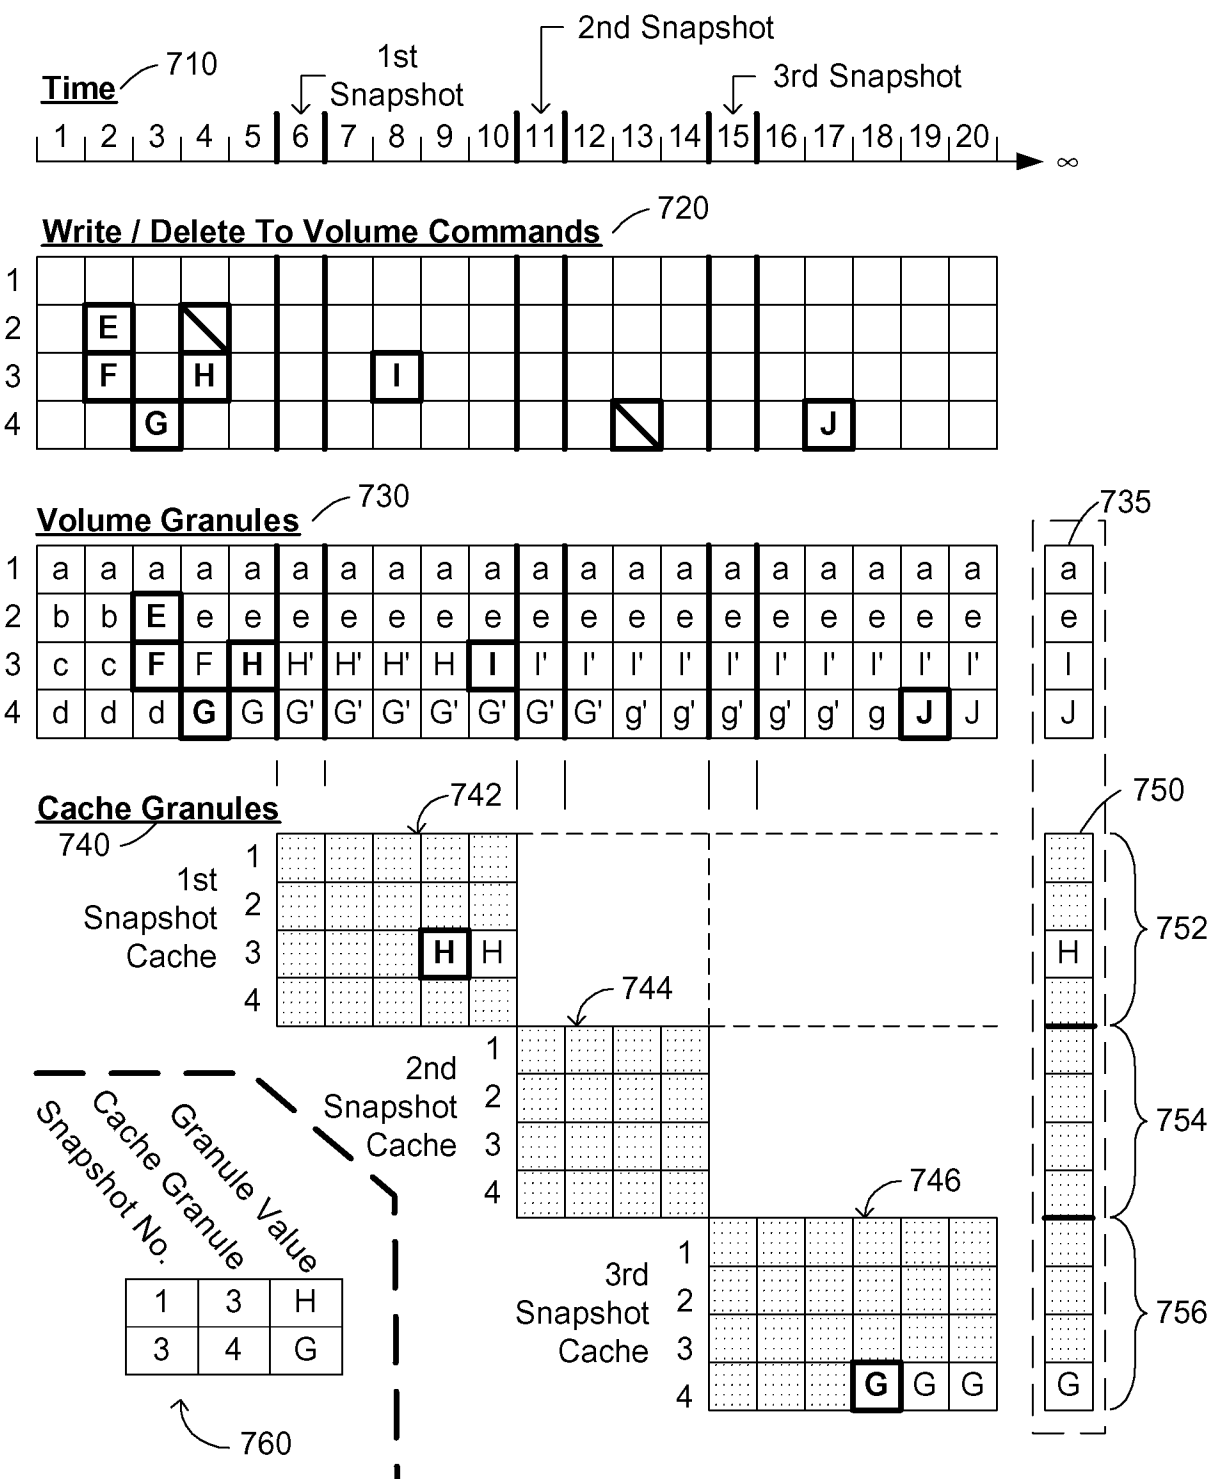 2nd Snapshot
1st
Snapshot
3rd Snapshot
Time 710
1 2 3 4 5 6 7 8 9 10 11 12 13 14 15 16 17 18 19 20 ∞
Write / Delete To Volume Commands 720
1
2 E
3 F H I
4 G J
Volume Granules 730
735
1 a a a a a a a a a a a a a a a a a a a a a
2 b b E e e e e e e e e e e e e e e e e e e
3 c c F F H H' H' H' H I I' I' I' I' I' I' I' I' I' I' I
4 d d d G G G' G' G' G' G' G' G' g' g' g' g' g' g J J J
Cache Granules
740
742
750
1st
Snapshot
Cache
1
2
3 H H H
4
752
744
2nd
Snapshot
Cache
1
2
3
4
754
746
3rd
Snapshot
Cache
1
2
3
4 G G G G
756
Snapshot No.
Cache Granule
Granule Value
1 3 H
3 4 G
760